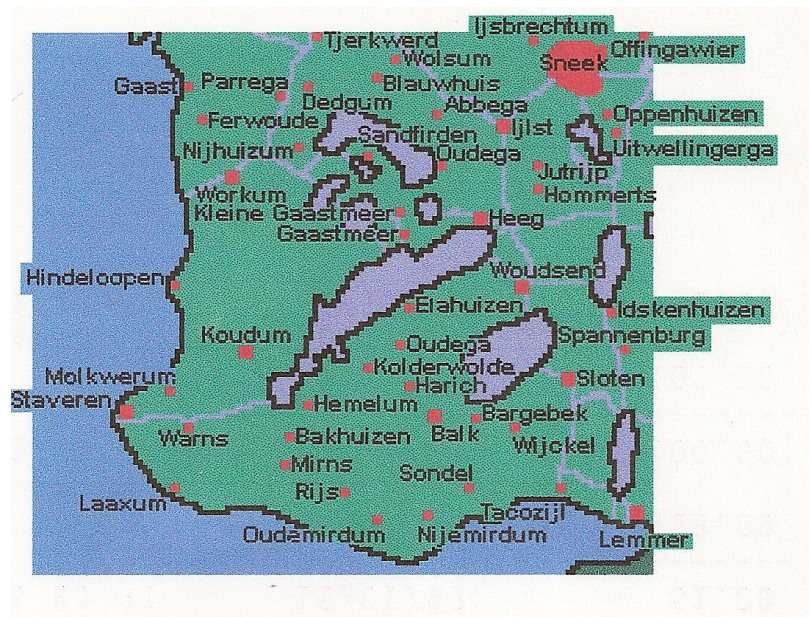 Ijsbrechtum
Tjerkwerd
Offingawier
Wolsum
Sneek
Gaast
Parrega
Blauwhuis
Dedgum
Abbega
Oppenhuizen
Ferwoude
Sandfirden
Ijlst
Nijhuizum
Oudega
Uitwellingerga
Jutrijp
Workum
Hommerts
Kleine Gaastmeer
Heeg
Gaastmeer
Hindeloopen
Woudsend
Elahuizen
Idskenhuizen
Koudum
Oudega
Spannenburg
Kolderwolde
Molkwerum
Harich
Sloten
Staveren
Hemelum
Bargebek
Warns
Bakhuizen
Balk
Wijckel
Mirns
Sondel
Laaxum
Rijs
Tacozijl
Oudemirdum
Nijemirdum
Lemmer